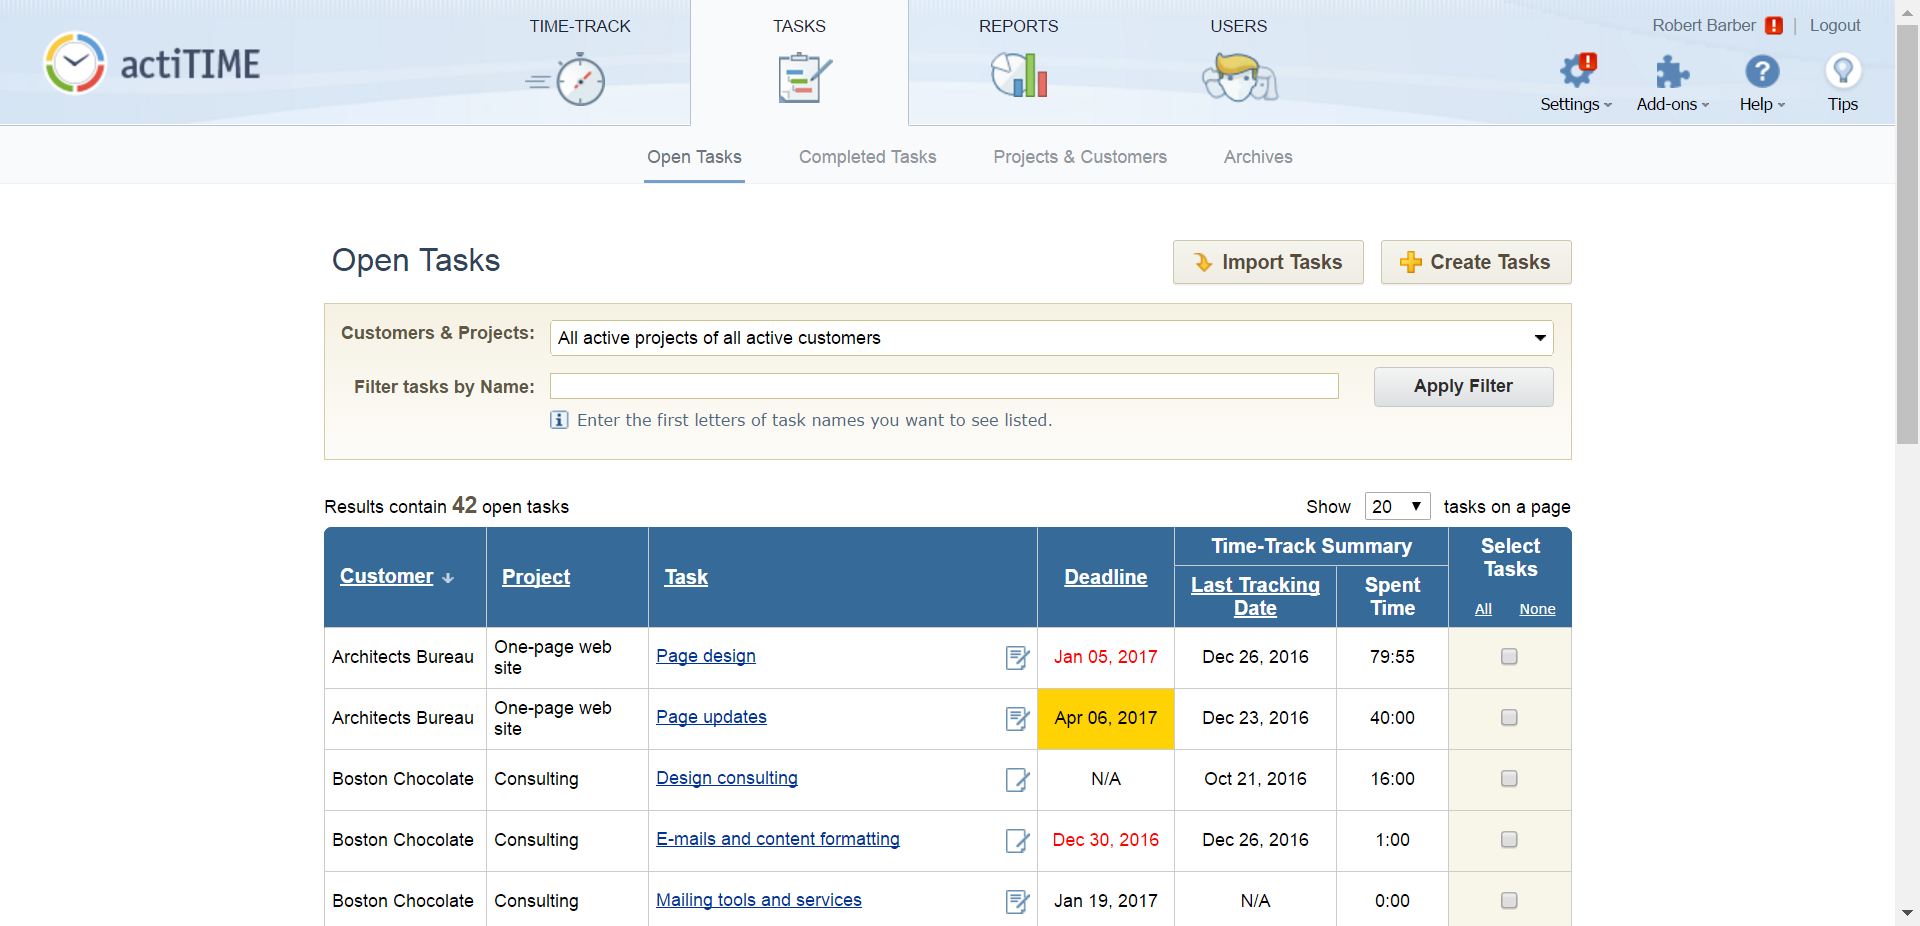 actiTIME
TIME-TRACK
TASKS
REPORTS
USERS
Robert Barber ! | Logout
Settings
Add-ons
Help
Tips
Open Tasks
Completed Tasks
Projects & Customers
Archives
Open Tasks
Import Tasks
Create Tasks
Customers & Projects:
All active projects of all active customers
Filter tasks by Name:
Apply Filter
Enter the first letters of task names you want to see listed.
Results contain 42 open tasks
Show 20 tasks on a page
Customer
Project
Task
Deadline
Time-Track Summary
Last Tracking
Date
Spent
Time
Select
Tasks
All None
Architects Bureau
One-page web
site
Page design
Jan 05, 2017
Dec 26, 2016
79:55
Architects Bureau
One-page web
site
Page updates
Apr 06, 2017
Dec 23, 2016
40:00
Boston Chocolate
Consulting
Design consulting
N/A
Oct 21, 2016
16:00
Boston Chocolate
Consulting
E-mails and content formatting
Dec 30, 2016
Dec 26, 2016
1:00
Boston Chocolate
Consulting
Mailing tools and services
Jan 19, 2017
N/A
0:00